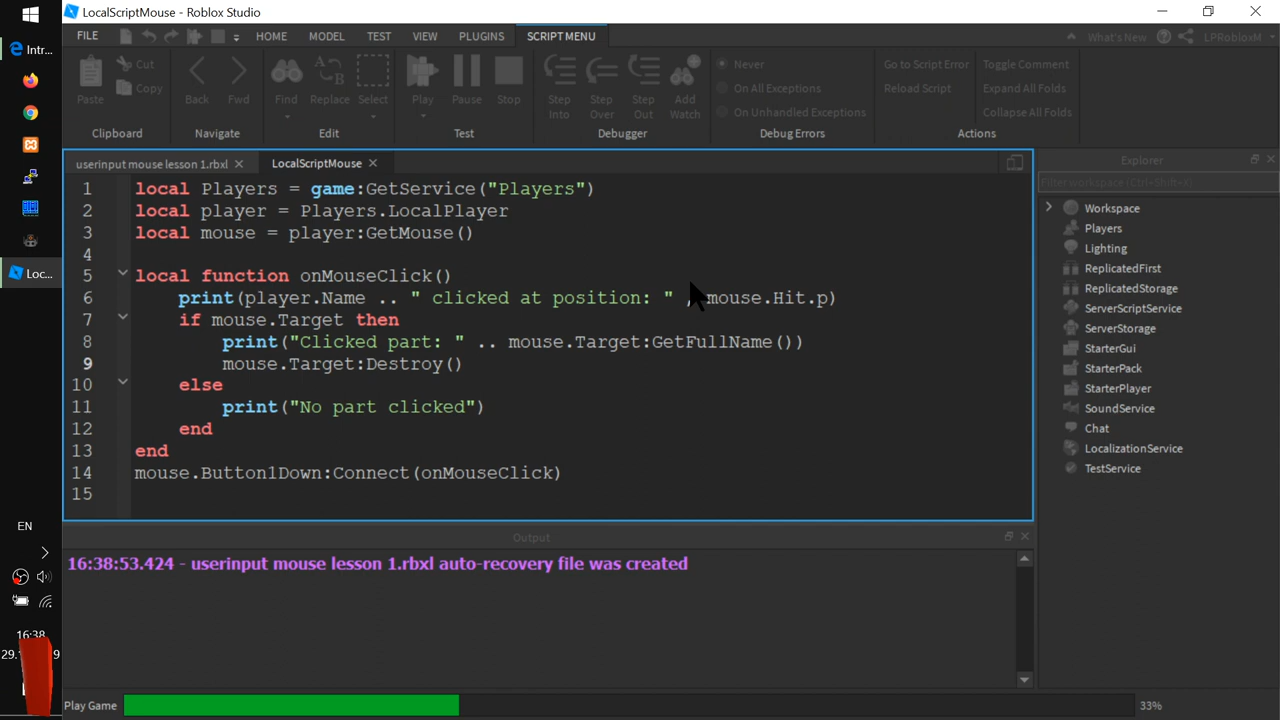 LocalScriptMouse - Roblox Studio
Intr...
FILE
HOME
MODEL
TEST
VIEW
PLUGINS
SCRIPT MENU
What's New
LPRobloxM
Paste
Cut
Copy
Clipboard
Back
Fwd
Navigate
Find
Replace
Select
Edit
Play
Pause
Stop
Test
Step Into
Step Over
Step Out
Add Watch
Debugger
Never
On All Exceptions
On Unhandled Exceptions
Debug Errors
Go to Script Error
Reload Script
Toggle Comment
Expand All Folds
Collapse All Folds
Actions
userinput mouse lesson 1.rbxl
LocalScriptMouse
Loc...
1 local Players = game:GetService("Players")
2 local player = Players.LocalPlayer
3 local mouse = player:GetMouse()
4
5 local function onMouseClick()
6 print(player.Name .. " clicked at position: " , mouse.Hit.p)
7 if mouse.Target then
8 print("Clicked part: " .. mouse.Target:GetFullName())
9 mouse.Target:Destroy()
10 else
11 print("No part clicked")
12 end
13 end
14 mouse.Button1Down:Connect(onMouseClick)
15
Explorer
Filter workspace (Ctrl+Shift+X)
Workspace
Players
Lighting
ReplicatedFirst
ReplicatedStorage
ServerScriptService
ServerStorage
StarterGui
StarterPack
StarterPlayer
SoundService
Chat
LocalizationService
TestService
Output
16:38:53.424 - userinput mouse lesson 1.rbxl auto-recovery file was created
EN
16:38
Play Game
33%